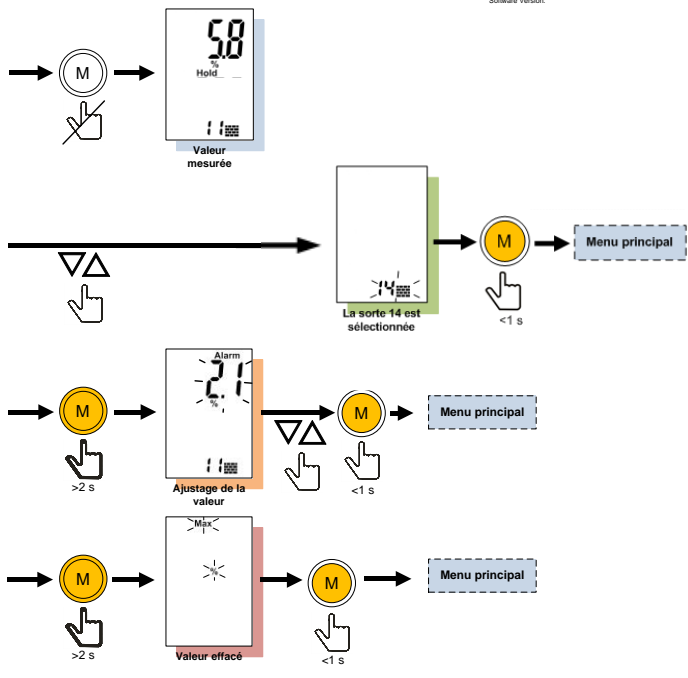 Software Version.
M
5.8
%
Hold
11
Valeur
mesurée
14
La sorte 14 est
sélectionnée
M
<1 s
Menu principal
M
>2 s
Alarm
2.1
%
11
Ajustage de la
valeur
M
<1 s
Menu principal
M
>2 s
Max
%
Valeur effacé
M
<1 s
Menu principal